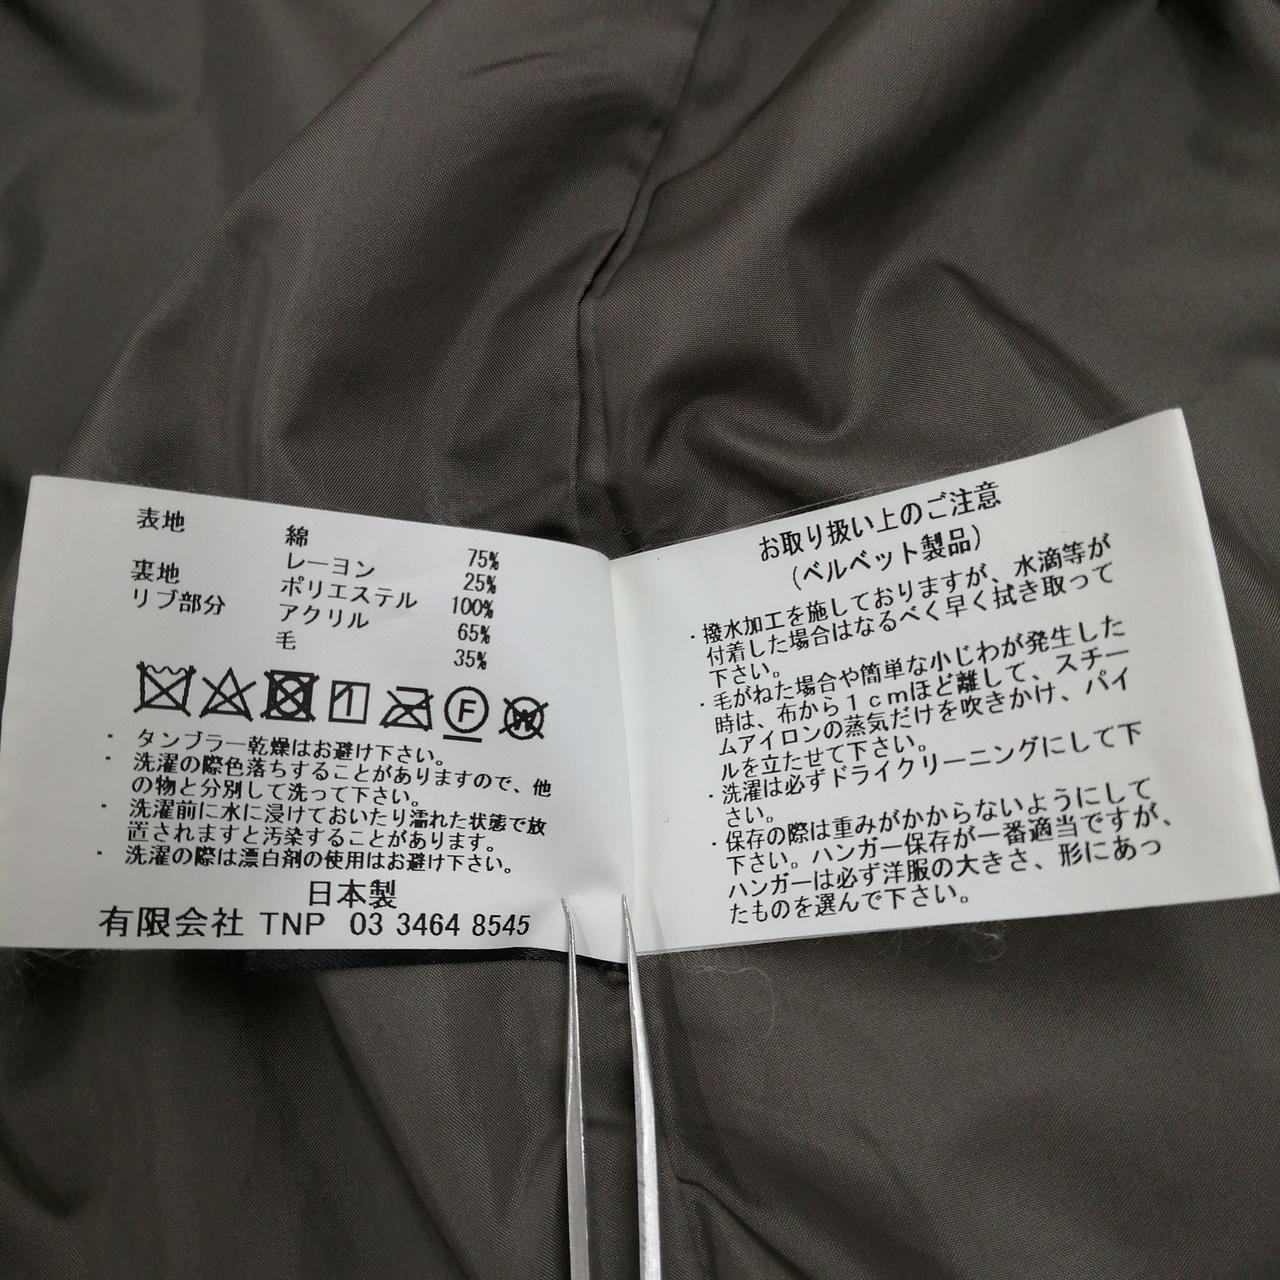 表地 綿 75%
レーヨン 25%
裏地 ポリエステル 100%
リブ部分 アクリル 65%
毛 35%
F
W
・タンブラー乾燥はお避け下さい。
・洗濯の際色落ちすることがありますので、他
の物と分別して洗って下さい。
・洗濯前に水に浸けておいたり濡れた状態で放
置されますと汚染することがあります。
・洗濯の際は漂白剤の使用はお避け下さい。
日本製
有限会社 TNP 03 3464 8545
お取り扱い上のご注意
(ベルベット製品)
・撥水加工を施しておりますが、水滴等が
付着した場合はなるべく早く拭き取って
下さい。
・毛がねた場合や簡単な小じわが発生した
時は、布から1cmほど離して、スチー
ムアイロンの蒸気だけを吹きかけ、パイ
ルを立たせて下さい。
・洗濯は必ずドライクリーニングにして下
さい。
・保存の際は重みがかからないようにして
下さい。ハンガー保存が一番適当ですが、
ハンガーは必ず洋服の大きさ、形にあっ
たものを選んで下さい。